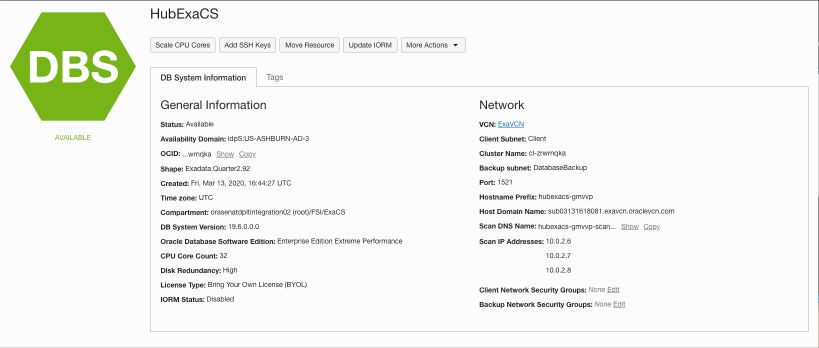 HubExaCS
DBS
AVAILABLE
Scale CPU Cores
Add SSH Keys
Move Resource
Update IORM
More Actions
DB System Information
Tags
General Information
Status: Available
Availability Domain: idpS:US-ASHBURN-AD-3
OCID: ...wrnqka Show Copy
Shape: Exadata.Quarter2.92
Created: Fri, Mar 13, 2020, 16:44:27 UTC
Time zone: UTC
Compartment: orasenatdpltintegration02 (root)/FSI/ExaCS
DB System Version: 19.6.0.0.0
Oracle Database Software Edition: Enterprise Edition Extreme Performance
CPU Core Count: 32
Disk Redundancy: High
License Type: Bring Your Own License (BYOL)
IORM Status: Disabled
Network
VCN: ExaVCN
Client Subnet: Client
Cluster Name: cl-zrwrnqka
Backup subnet: DatabaseBackup
Port: 1521
Hostname Prefix: hubexacs-gmvvp
Host Domain Name: sub03131618081.exavcn.oraclevcn.com
Scan DNS Name: hubexacs-gmvvp-scan... Show Copy
Scan IP Addresses: 10.0.2.6
10.0.2.7
10.0.2.8
Client Network Security Groups: None Edit
Backup Network Security Groups: None Edit